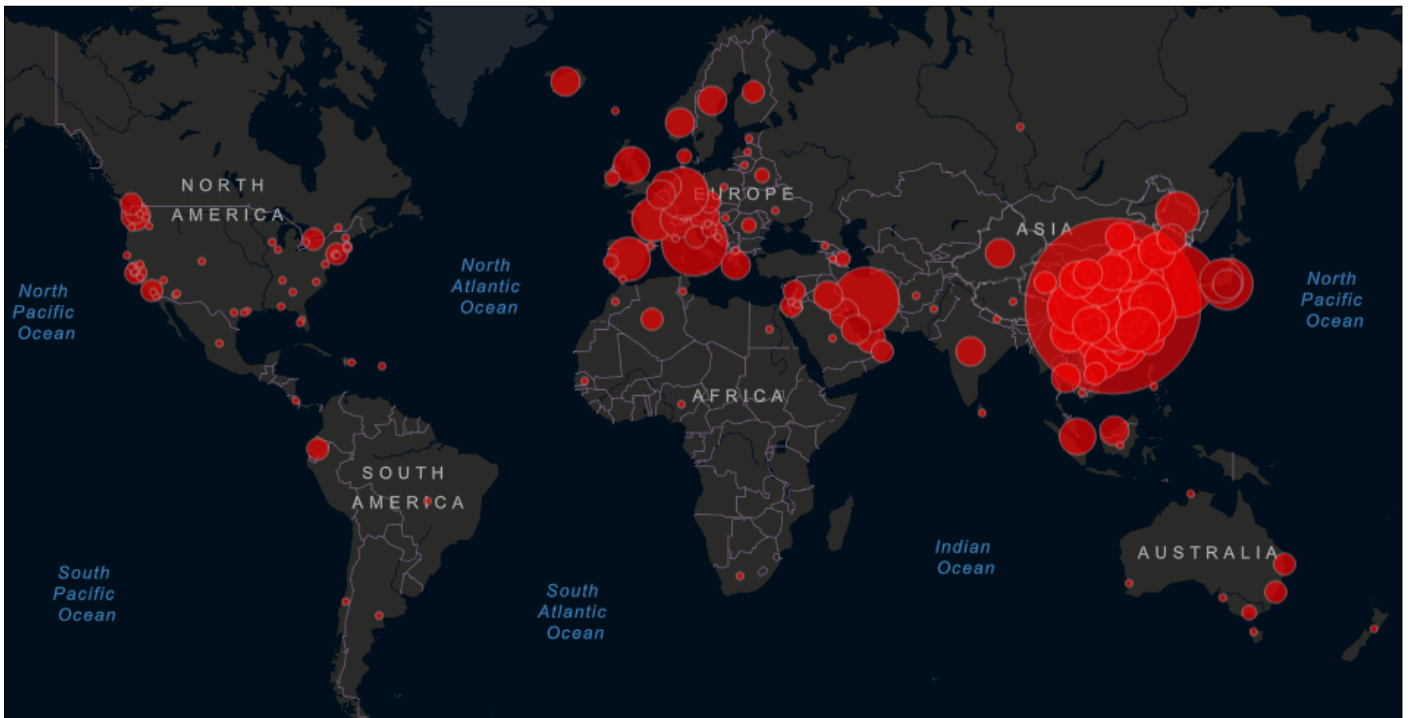 NORTH
AMERICA
EUROPE
ASIA
North
Atlantic
Ocean
North
Pacific
Ocean
North
Pacific
Ocean
AFRICA
SOUTH
AMERICA
Indian
Ocean
AUSTRALIA
South
Pacific
Ocean
South
Atlantic
Ocean